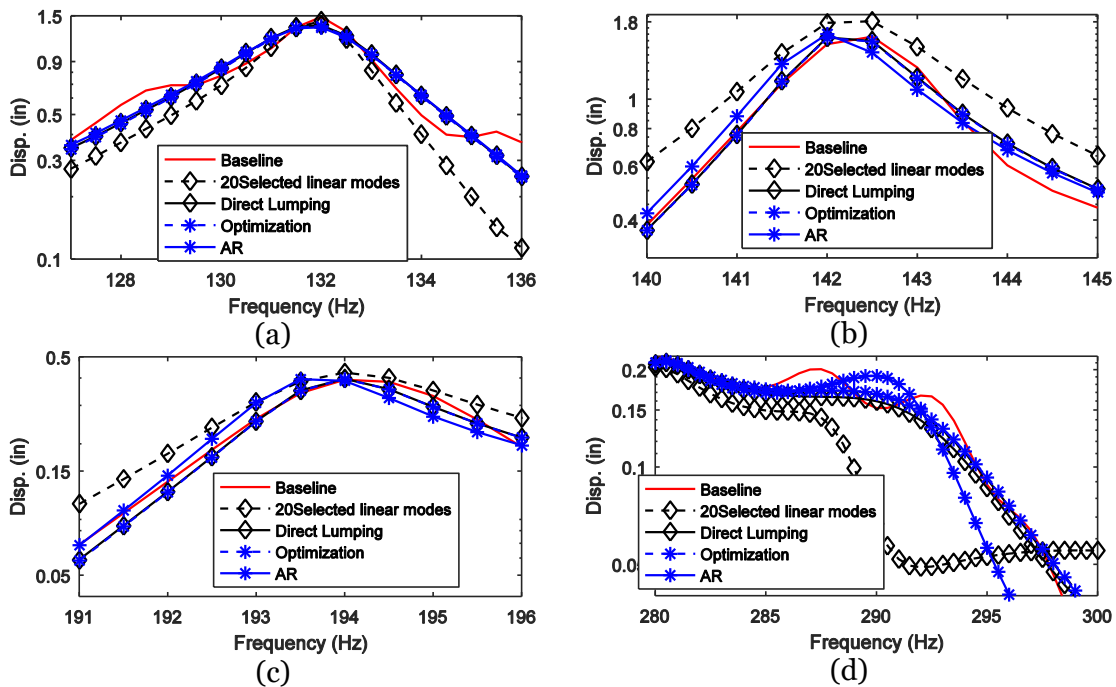 1.5
0.9
0.5
0.3
0.1
Disp. (in)
128 130 132 134 136
Frequency (Hz)
Baseline
20Selected linear modes
Direct Lumping
Optimization
AR
(a)
1.8
1
0.8
0.6
0.4
Disp. (in)
140 141 142 143 144 145
Frequency (Hz)
Baseline
20Selected linear modes
Direct Lumping
Optimization
AR
(b)
0.5
0.15
0.05
Disp. (in)
191 192 193 194 195 196
Frequency (Hz)
Baseline
20Selected linear modes
Direct Lumping
Optimization
AR
(c)
0.2
0.15
0.1
Disp. (in)
280 285 290 295 300
Frequency (Hz)
Baseline
20Selected linear modes
Direct Lumping
Optimization
AR
(d)